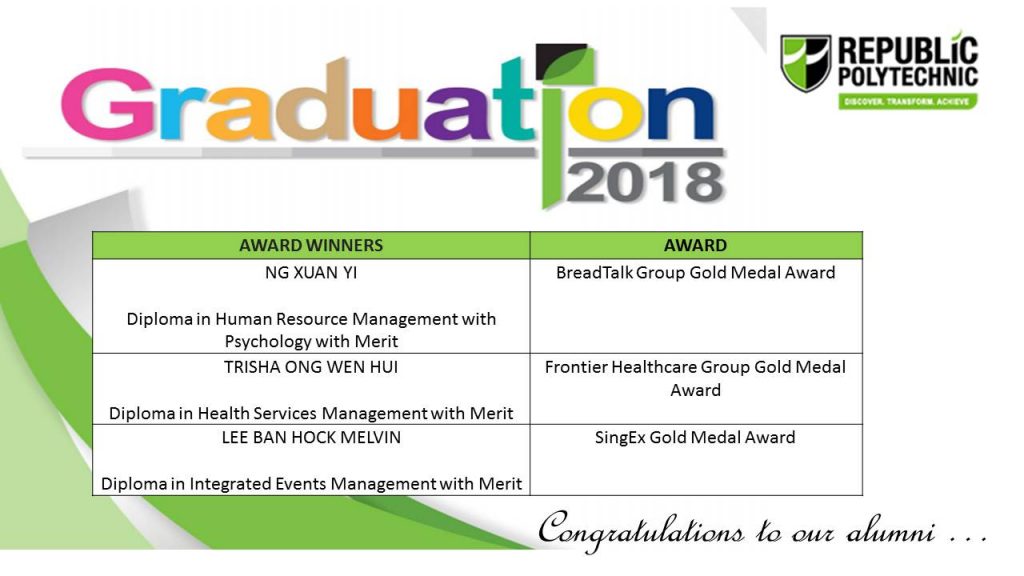 Graduation
2018
REPUBLIC
POLYTECHNIC
DISCOVER. TRANSFORM. ACHIEVE
AWARD WINNERS
AWARD
NG XUAN YI
Diploma in Human Resource Management with
Psychology with Merit
BreadTalk Group Gold Medal Award
TRISHA ONG WEN HUI
Diploma in Health Services Management with Merit
Frontier Healthcare Group Gold Medal
Award
LEE BAN HOCK MELVIN
Diploma in Integrated Events Management with Merit
SingEx Gold Medal Award
Congratulations to our alumni ...